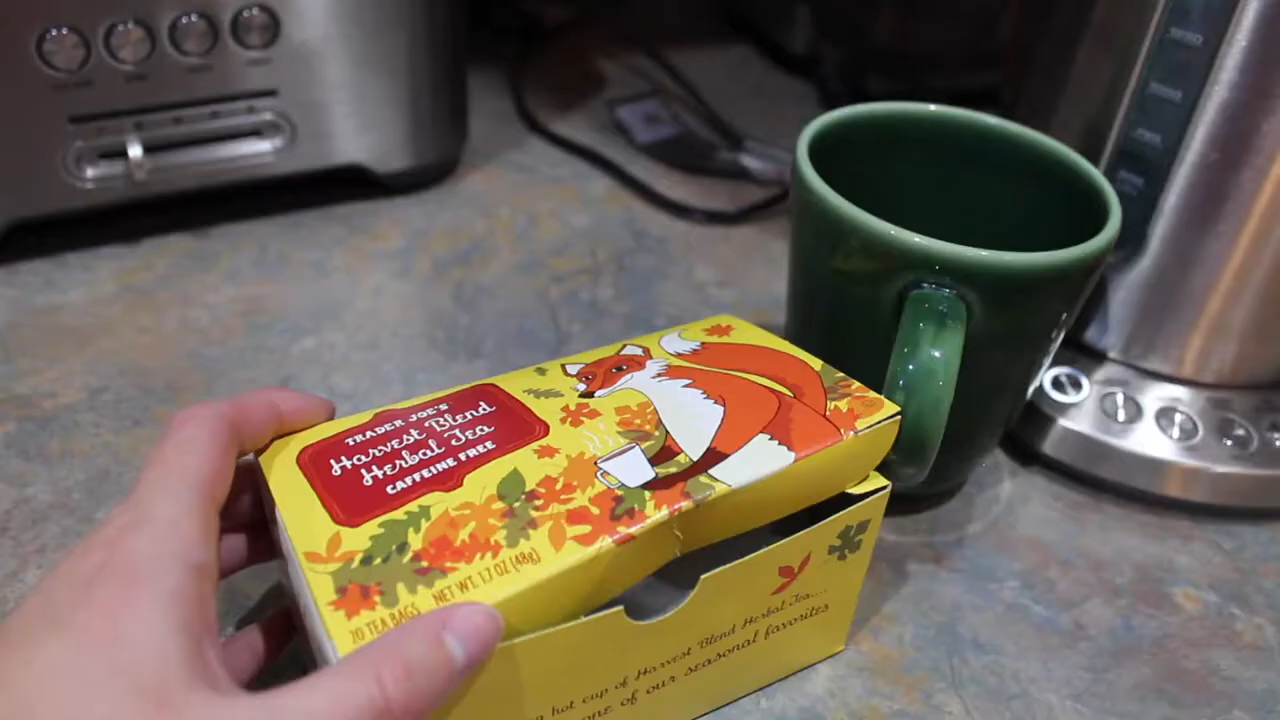 TRADER JOE'S
Harvest Blend
Herbal Tea
CAFFEINE FREE
20 TEA BAGS NET WT. 1.7 OZ (48g)
hot cup of Harvest Blend Herbal Tea....
one of our seasonal favorites